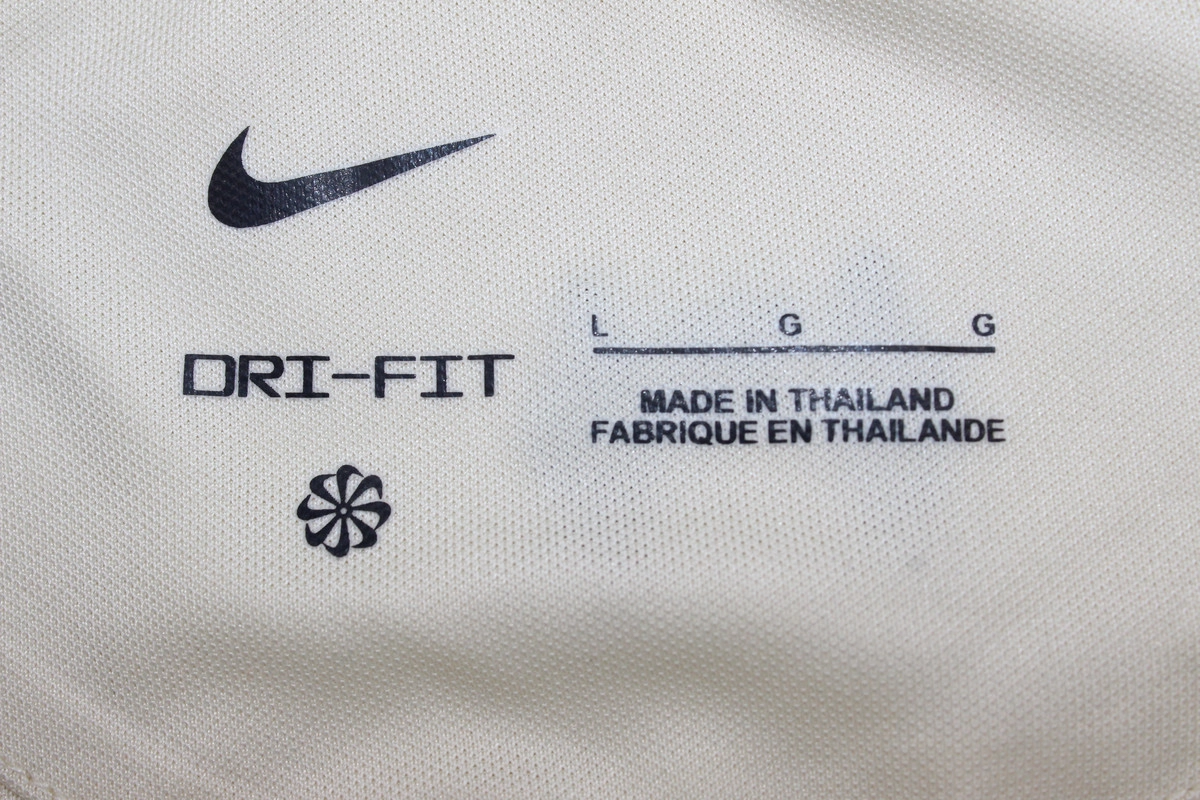 DRI-FIT
L G G
MADE IN THAILAND
FABRIQUE EN THAILANDE